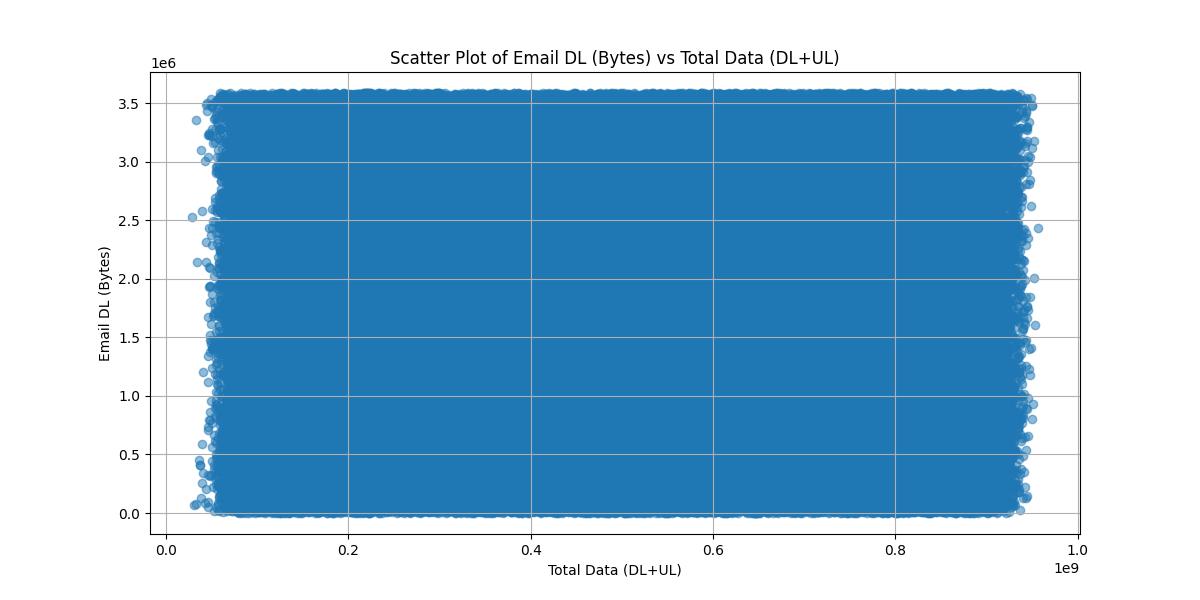 Scatter Plot of Email DL (Bytes) vs Total Data (DL+UL)
1e6
3.5
3.0
2.5
2.0
1.5
1.0
0.5
0.0
Email DL (Bytes)
0.0 0.2 0.4 0.6 0.8 1.0
1e9
Total Data (DL+UL)